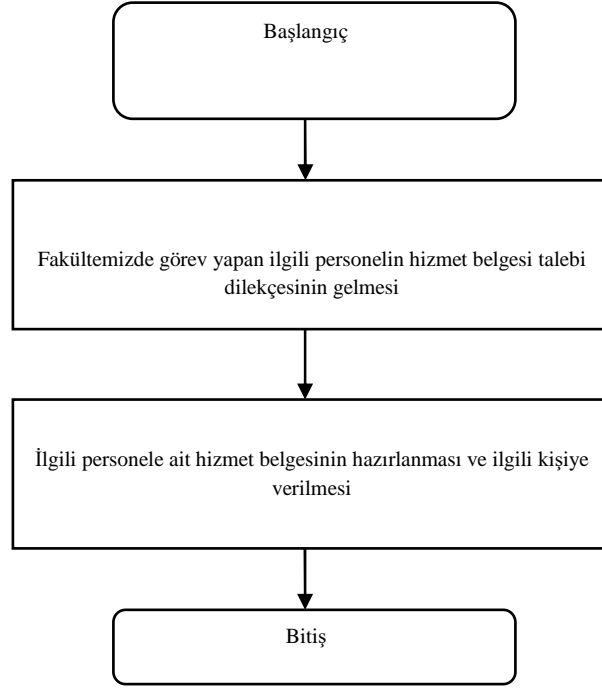 Başlangıç
Fakültemizde görev yapan ilgili personelin hizmet belgesi talebi
dilekçesinin gelmesi
İlgili personele ait hizmet belgesinin hazırlanması ve ilgili kişiye
verilmesi
Bitiş